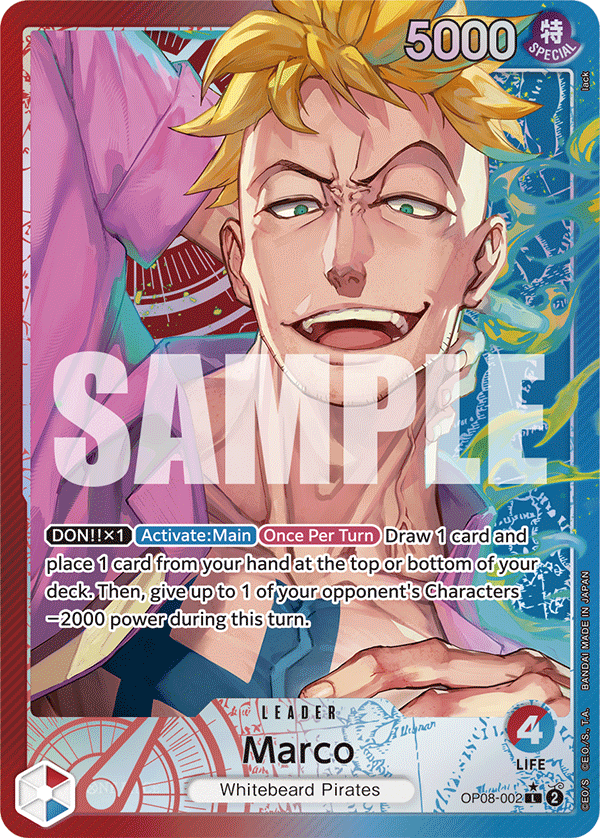 5000
特
SPECIAL
lack
SAMPLE
DON!!×1 Activate:Main Once Per Turn Draw 1 card and
place 1 card from your hand at the top or bottom of your
deck. Then, give up to 1 of your opponent's Characters
−2000 power during this turn.
LEADER
Marco
Whitebeard Pirates
4
LIFE
OP08-002 ★ L 2
©E.O/S ©E.O./S., T.A. BANDAI MADE IN JAPAN